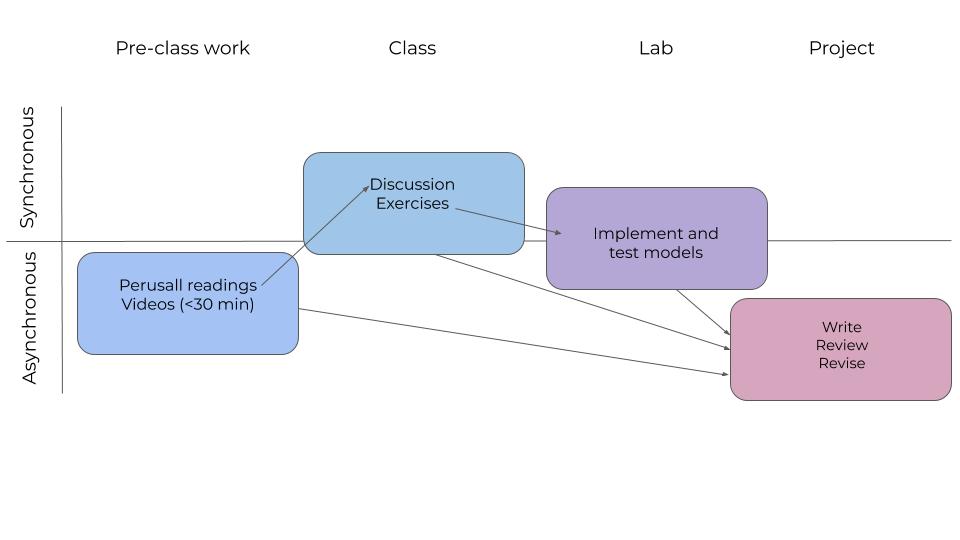 Pre-class work
Class
Lab
Project
Synchronous
Asynchronous
Perusall readings
Videos (<30 min)
Discussion
Exercises
Implement and
test models
Write
Review
Revise